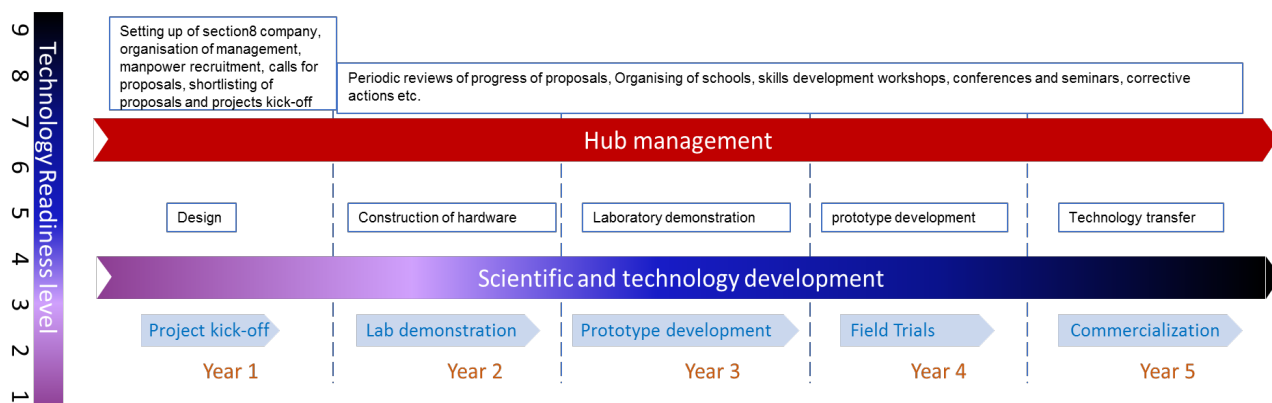 9
8
7
6
5
4
3
2
1
Technology Readiness level
Setting up of section8 company,
organisation of management,
manpower recruitment, calls for
proposals, shortlisting of
proposals and projects kick-off
Periodic reviews of progress of proposals, Organising of schools, skills development workshops, conferences and seminars, corrective
actions etc.
Hub management
Design
Construction of hardware
Laboratory demonstration
prototype development
Technology transfer
Scientific and technology development
Project kick-off
Lab demonstration
Prototype development
Field Trials
Commercialization
Year 1
Year 2
Year 3
Year 4
Year 5